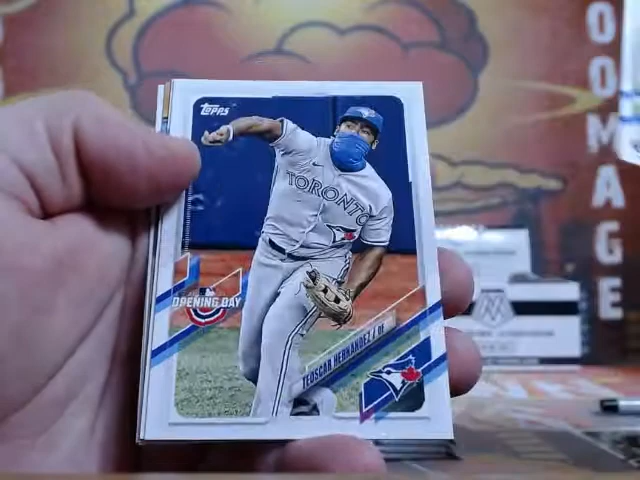 TOPPS
TORONTO
OPENING DAY
TEOSCAR HERNANDEZ / OF
OOMAGE